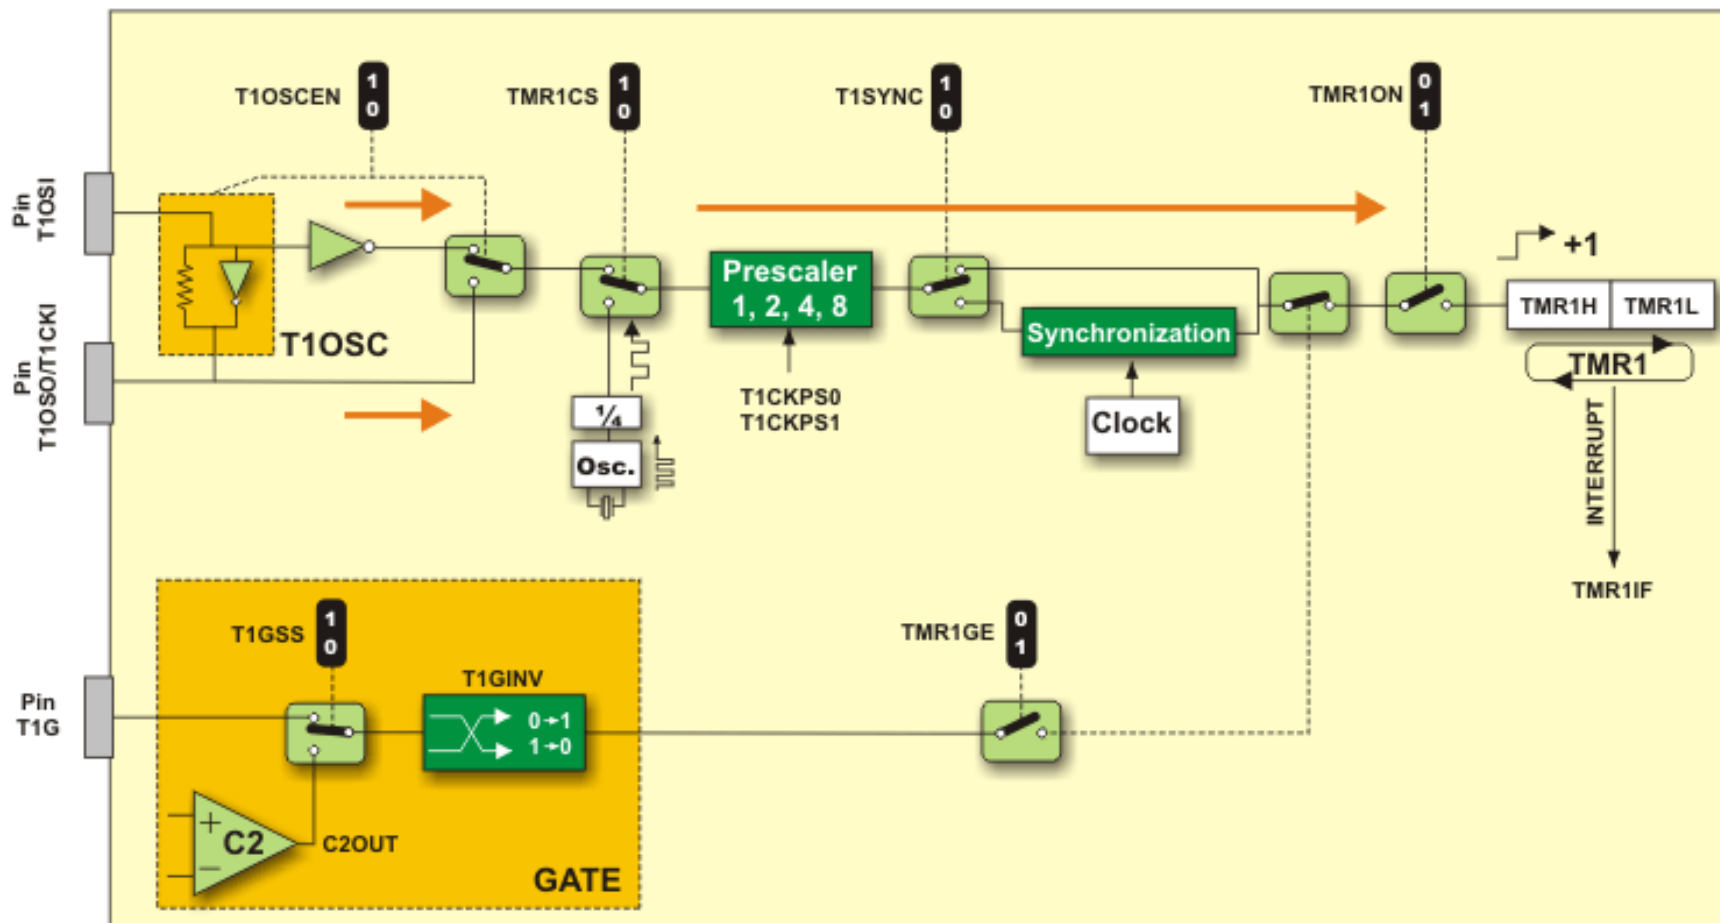 T1OSCEN
1
0
TMR1CS
1
0
T1SYNC
1
0
TMR1ON
0
1
Pin
T1OSI
T1OSC
Pin
T1OSO/T1CKI
Prescaler
1, 2, 4, 8
T1CKPS0
T1CKPS1
¼
Osc.
Synchronization
Clock
+1
TMR1H
TMR1L
TMR1
INTERRUPT
TMR1IF
T1GSS
1
0
T1GINV
0→1
1→0
TMR1GE
0
1
Pin
T1G
+
−
C2
C2OUT
GATE